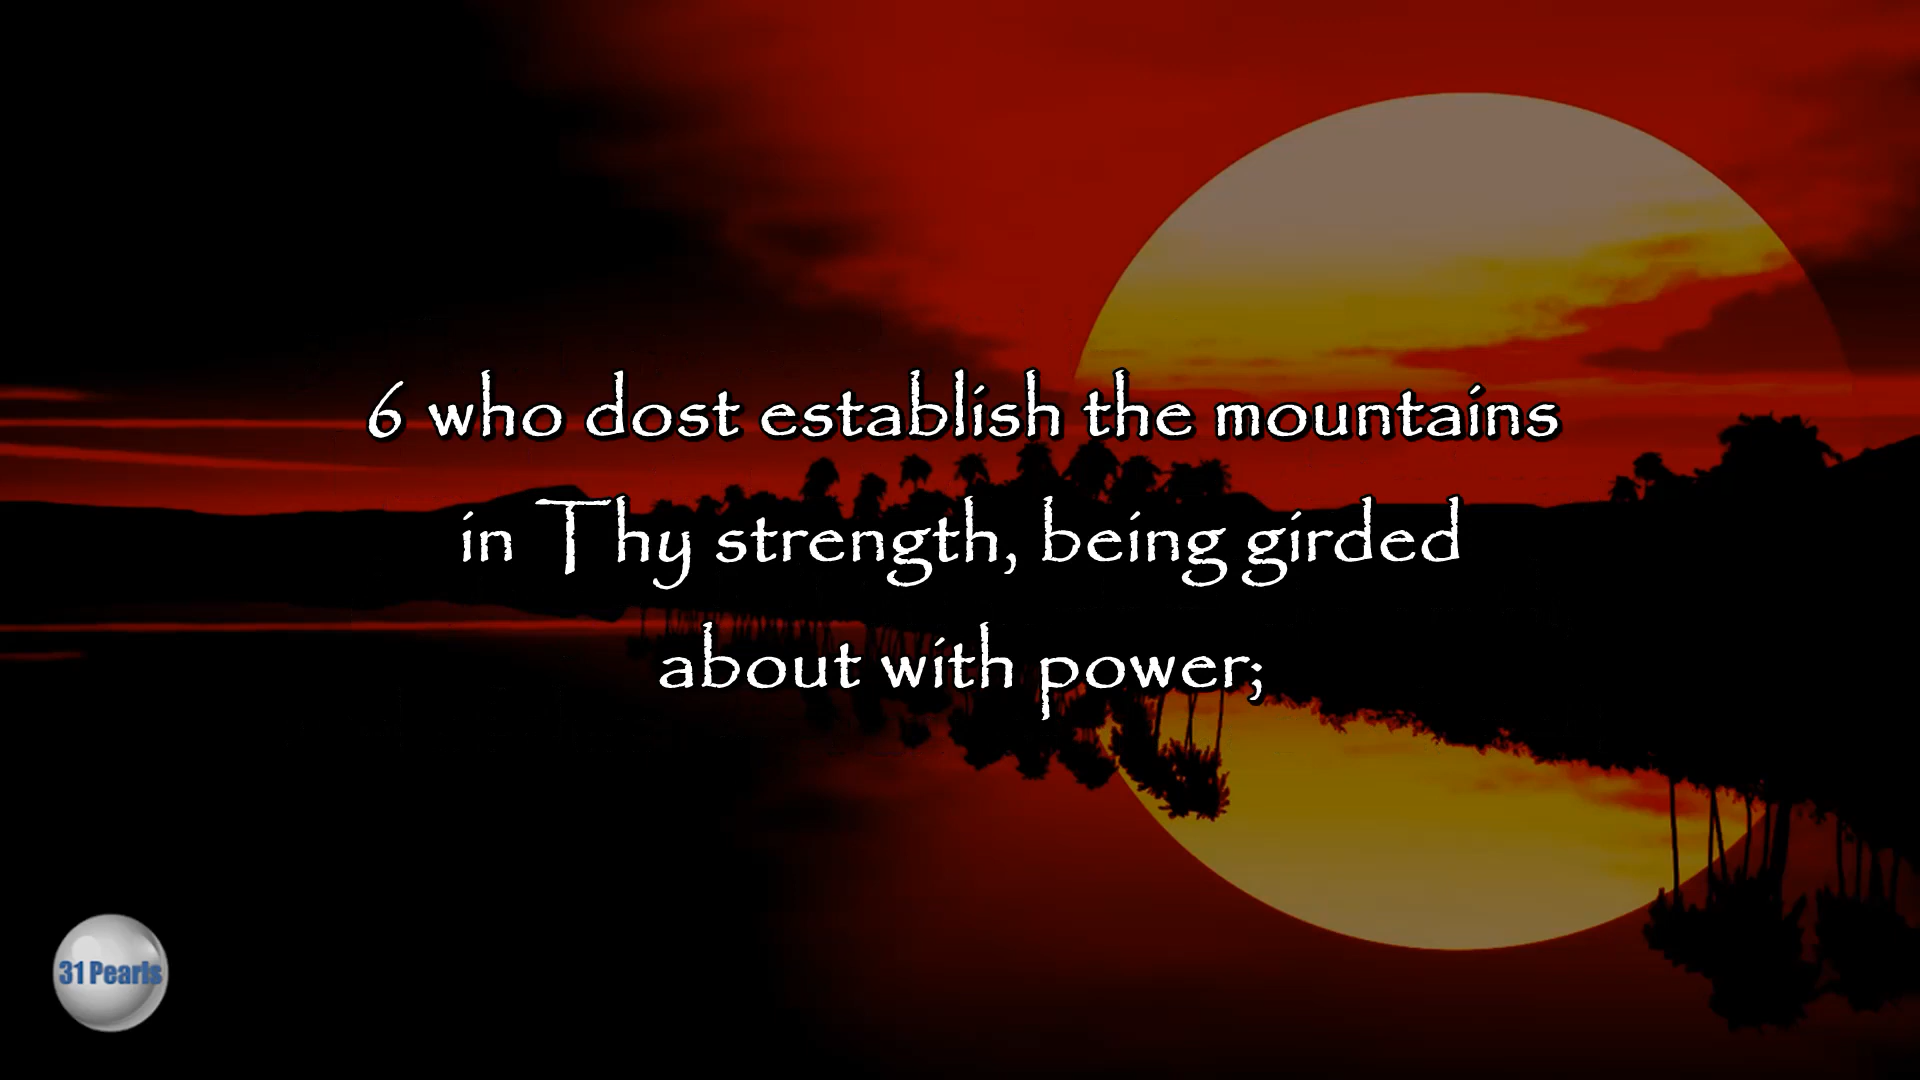 6 who dost establish the mountains
in Thy strength, being girded
about with power;
31 Pearls